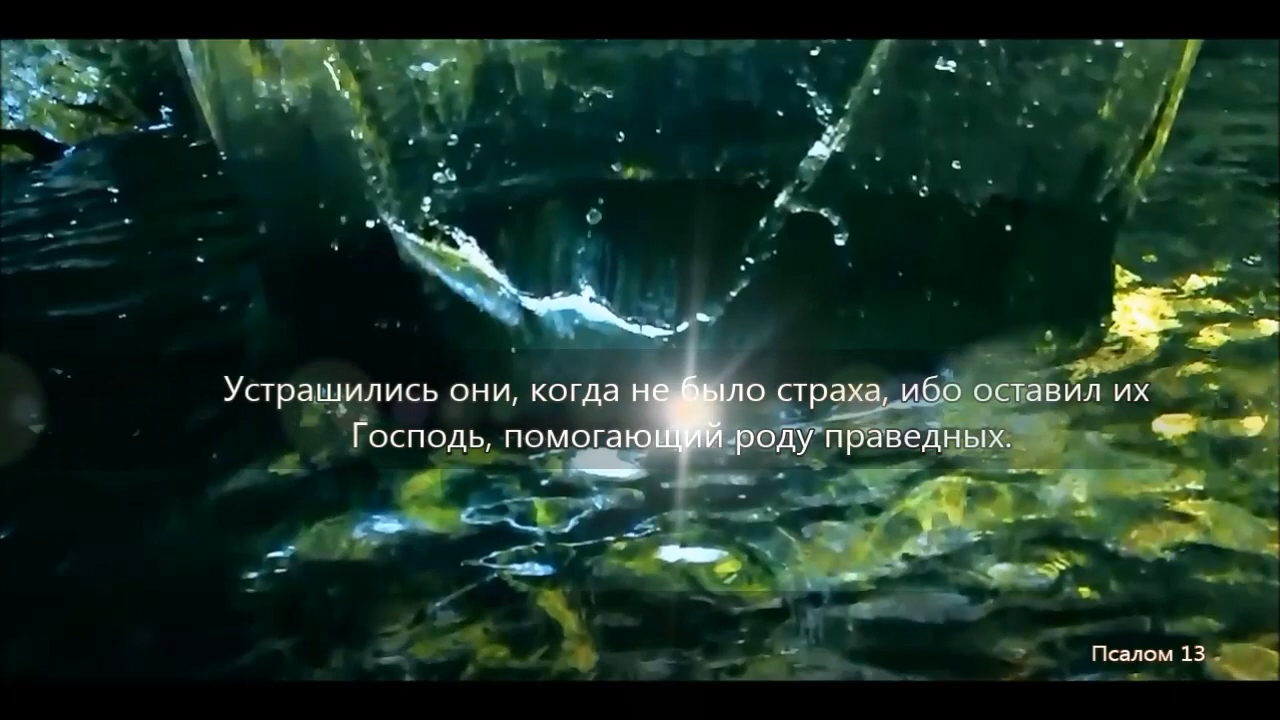 Устрашились они, когда не было страха, ибо оставил их
Господь, помогающий роду праведных.
Псалом 13